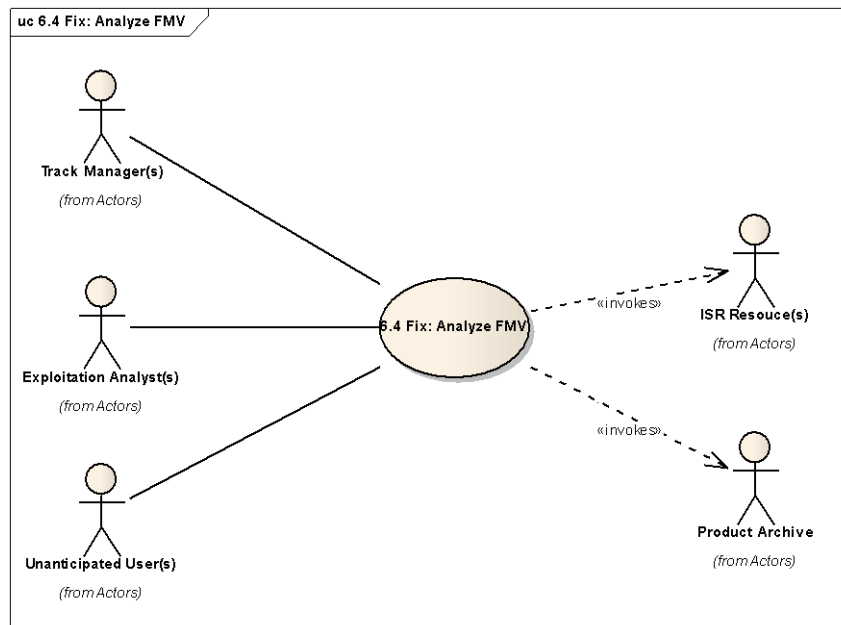 uc 6.4 Fix: Analyze FMV
Track Manager(s)
(from Actors)
Exploitation Analyst(s)
(from Actors)
Unanticipated User(s)
(from Actors)
6.4 Fix: Analyze FMV
«invokes»
«invokes»
ISR Resouce(s)
(from Actors)
Product Archive
(from Actors)